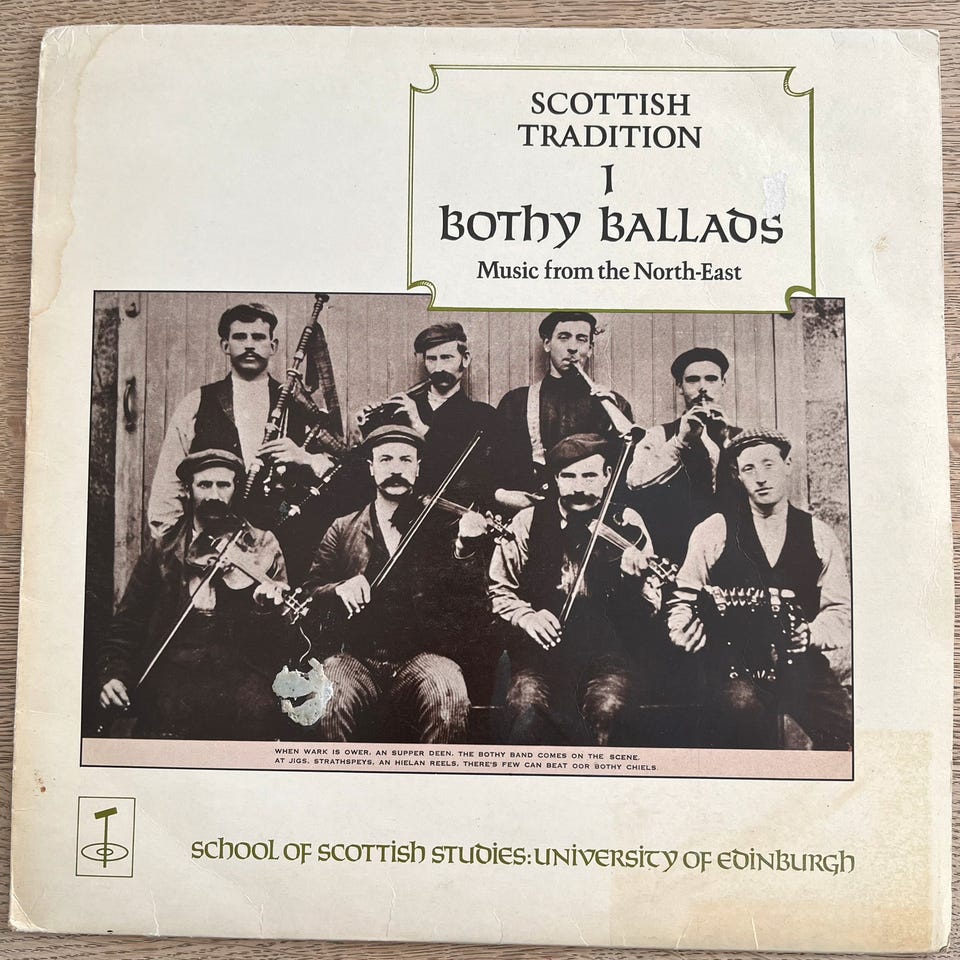 SCOTTISH
TRADITION
I
BOTHY BALLADS
Music from the North-East
WHEN WARK IS OWER, AN SUPPER DEEN, THE BOTHY BAND COMES ON THE SCENE.
AT JIGS, STRATHSPEYS, AN HIELAN REELS, THERE'S FEW CAN BEAT OOR BOTHY CHIELS.
SCHOOL OF SCOTTISH STUDIES: UNIVERSITY OF EDINBURGH